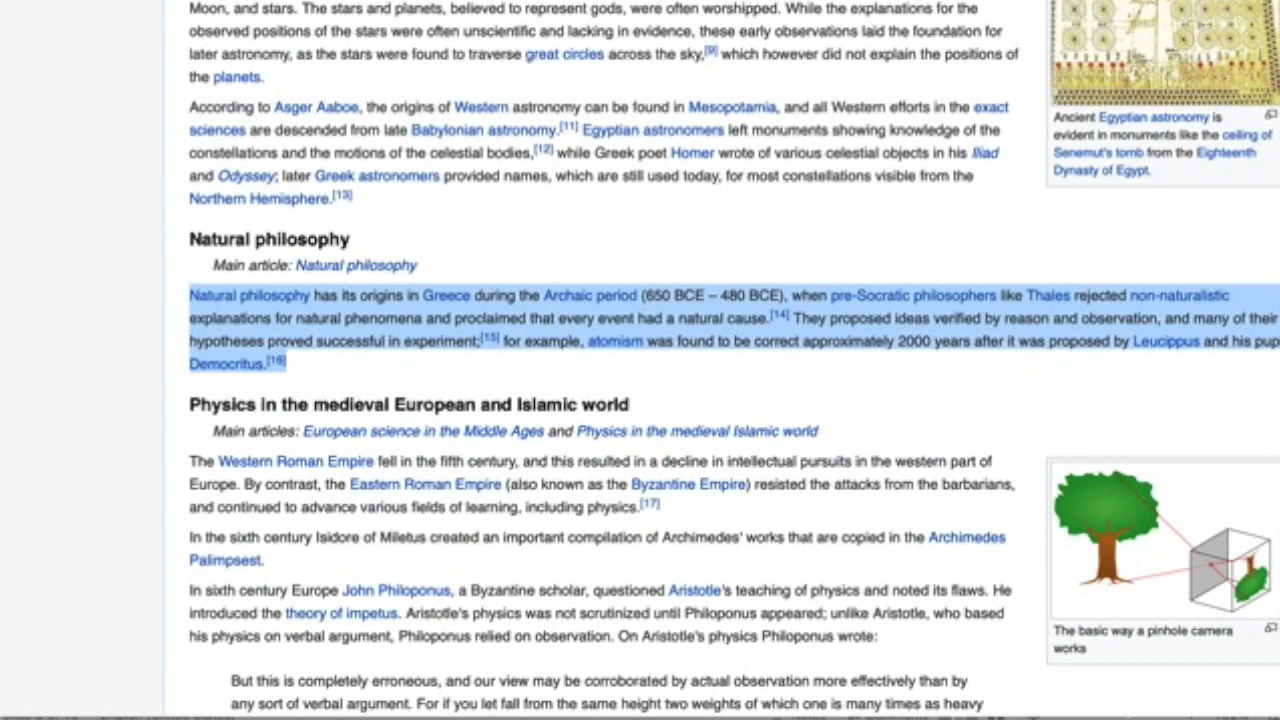 Moon, and stars. The stars and planets, believed to represent gods, were often worshipped. While the explanations for the
observed positions of the stars were often unscientific and lacking in evidence, these early observations laid the foundation for
later astronomy, as the stars were found to traverse great circles across the sky,[9] which however did not explain the positions of
the planets.
According to Asger Aaboe, the origins of Western astronomy can be found in Mesopotamia, and all Western efforts in the exact
sciences are descended from late Babylonian astronomy.[11] Egyptian astronomers left monuments showing knowledge of the
constellations and the motions of the celestial bodies,[12] while Greek poet Homer wrote of various celestial objects in his Iliad
and Odyssey; later Greek astronomers provided names, which are still used today, for most constellations visible from the
Northern Hemisphere.[13]
Ancient Egyptian astronomy is
evident in monuments like the ceiling of
Senemut's tomb from the Eighteenth
Dynasty of Egypt.
Natural philosophy
Main article: Natural philosophy
Natural philosophy has its origins in Greece during the Archaic period (650 BCE – 480 BCE), when pre-Socratic philosophers like Thales rejected non-naturalistic
explanations for natural phenomena and proclaimed that every event had a natural cause.[14] They proposed ideas verified by reason and observation, and many of their
hypotheses proved successful in experiment;[15] for example, atomism was found to be correct approximately 2000 years after it was proposed by Leucippus and his pup
Democritus.[16]
Physics in the medieval European and Islamic world
Main articles: European science in the Middle Ages and Physics in the medieval Islamic world
The Western Roman Empire fell in the fifth century, and this resulted in a decline in intellectual pursuits in the western part of
Europe. By contrast, the Eastern Roman Empire (also known as the Byzantine Empire) resisted the attacks from the barbarians,
and continued to advance various fields of learning, including physics.[17]
In the sixth century Isidore of Miletus created an important compilation of Archimedes' works that are copied in the Archimedes
Palimpsest.
In sixth century Europe John Philoponus, a Byzantine scholar, questioned Aristotle's teaching of physics and noted its flaws. He
introduced the theory of impetus. Aristotle's physics was not scrutinized until Philoponus appeared; unlike Aristotle, who based
his physics on verbal argument, Philoponus relied on observation. On Aristotle's physics Philoponus wrote:
The basic way a pinhole camera
works
But this is completely erroneous, and our view may be corroborated by actual observation more effectively than by
any sort of verbal argument. For if you let fall from the same height two weights of which one is many times as heavy